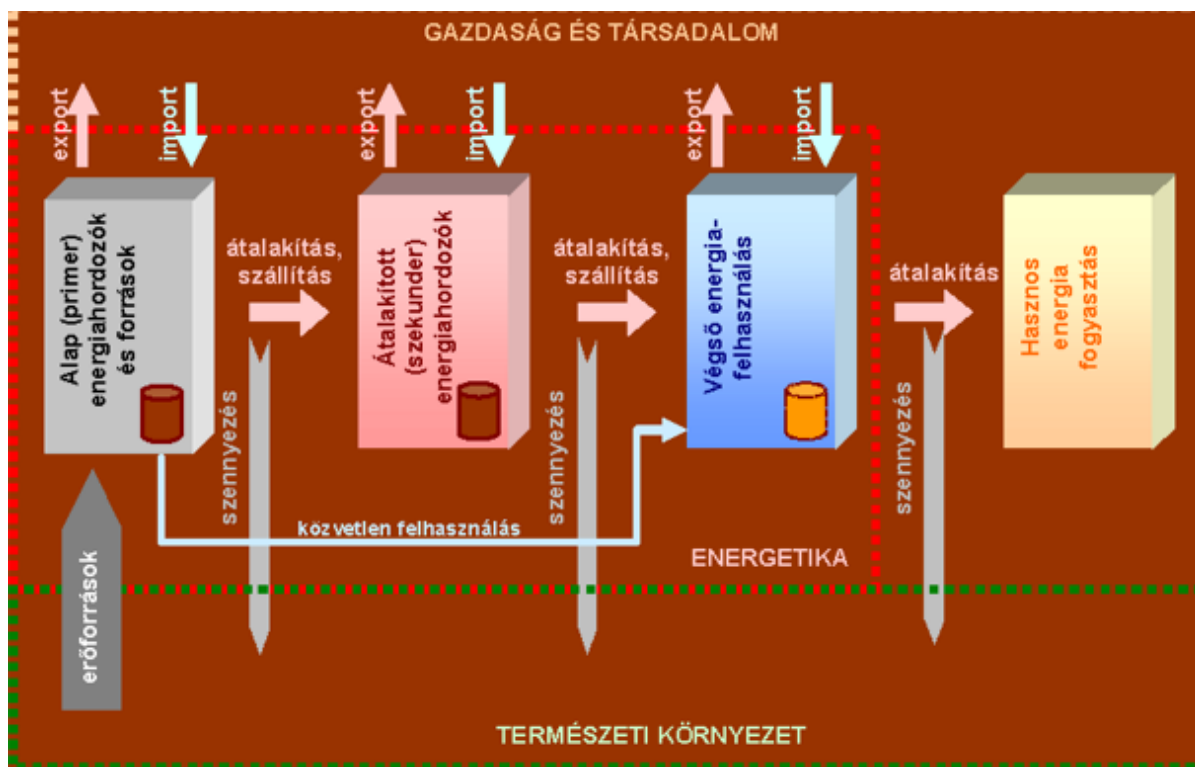 GAZDASÁG ÉS TÁRSADALOM
export
import
export
import
export
import
Alap (primer)
energiahordozók
és források
átalakítás,
szállítás
Átalakított
(szekunder)
energiahordozók
átalakítás,
szállítás
Végső energia-
felhasználás
átalakítás
Hasznos
energia
fogyasztás
szennyezés
szennyezés
szennyezés
közvetlen felhasználás
ENERGETIKA
erőforrások
TERMÉSZETI KÖRNYEZET